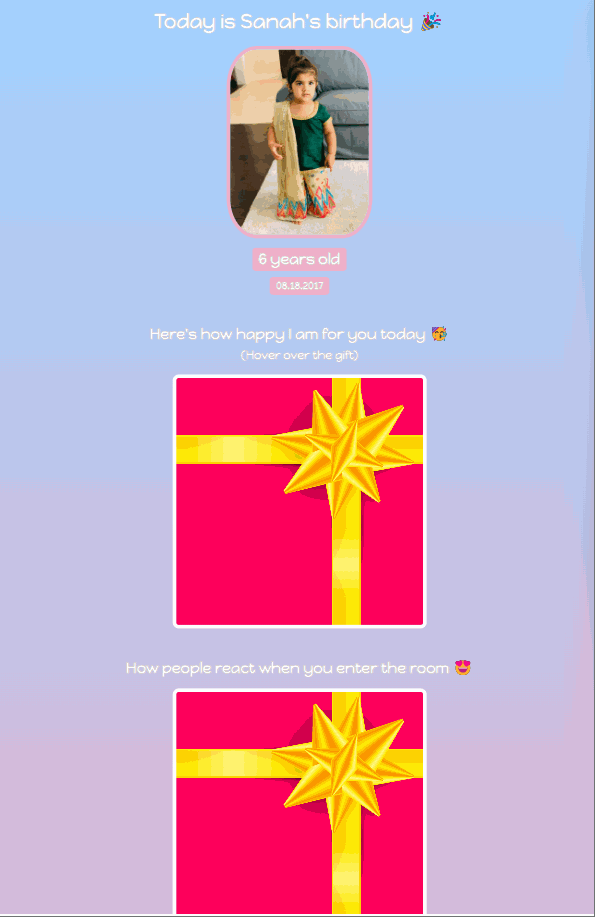 Today is Sanah's birthday 🎉
6 years old
08.18.2017
Here's how happy I am for you today 🥳
(Hover over the gift)
How people react when you enter the room 😍